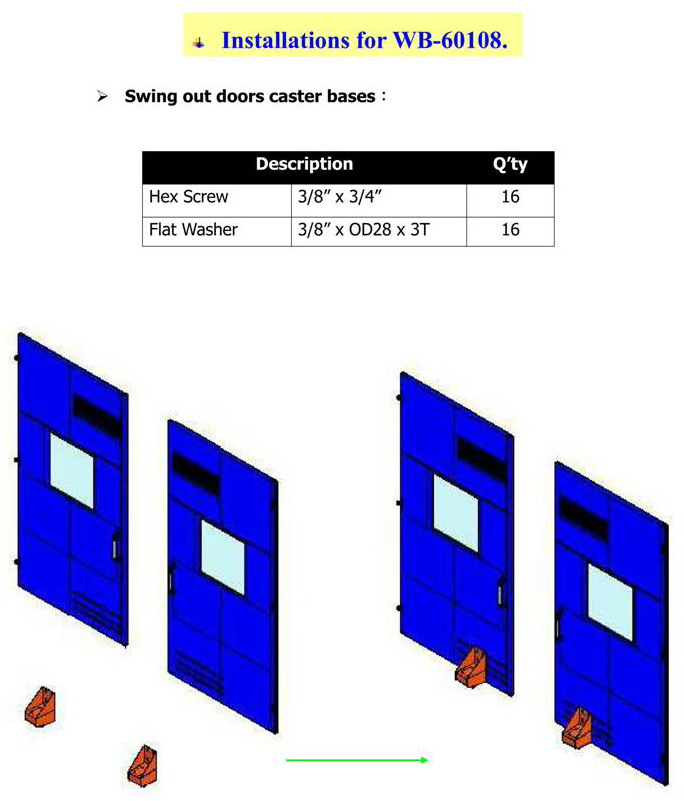 Installations for WB-60108.
Swing out doors caster bases：
Description Q’ty
Hex Screw 3/8” x 3/4” 16
Flat Washer 3/8” x OD28 x 3T 16